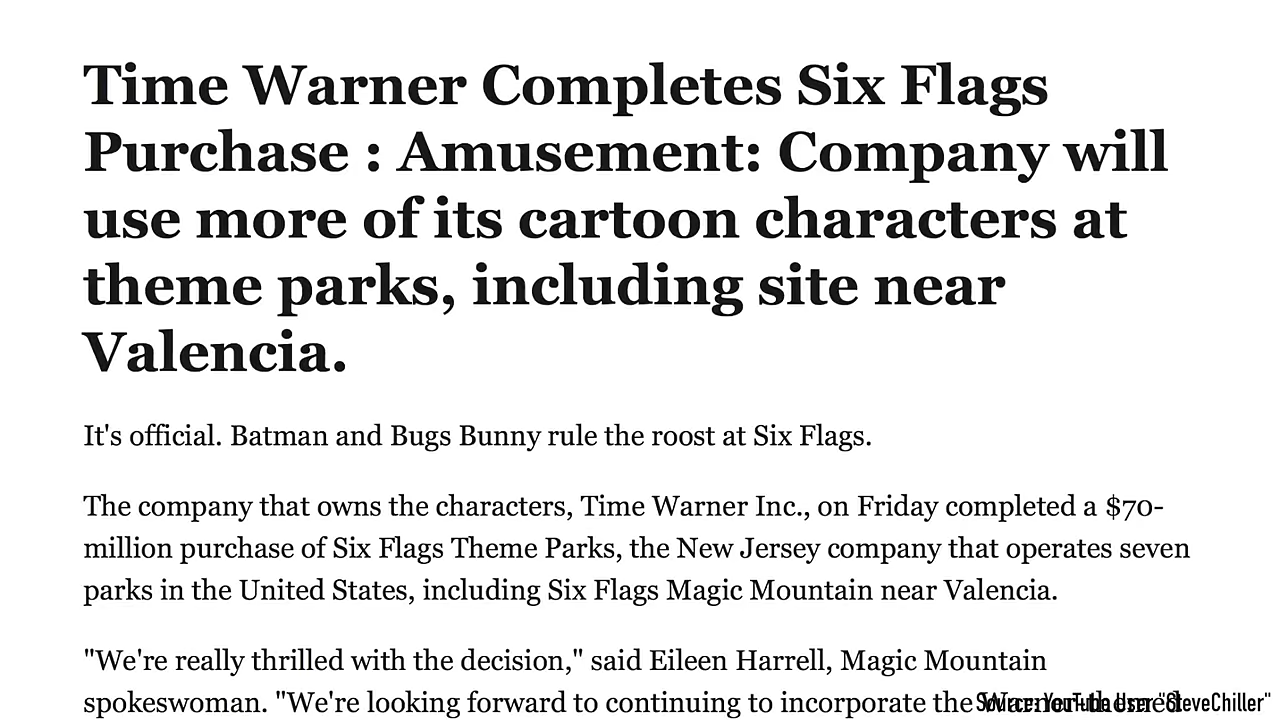 Time Warner Completes Six Flags
Purchase : Amusement: Company will
use more of its cartoon characters at
theme parks, including site near
Valencia.
It's official. Batman and Bugs Bunny rule the roost at Six Flags.
The company that owns the characters, Time Warner Inc., on Friday completed a $70-
million purchase of Six Flags Theme Parks, the New Jersey company that operates seven
parks in the United States, including Six Flags Magic Mountain near Valencia.
"We're really thrilled with the decision," said Eileen Harrell, Magic Mountain
spokeswoman. "We're looking forward to continuing to incorporate the
Source: YouTube User "SteveChiller"